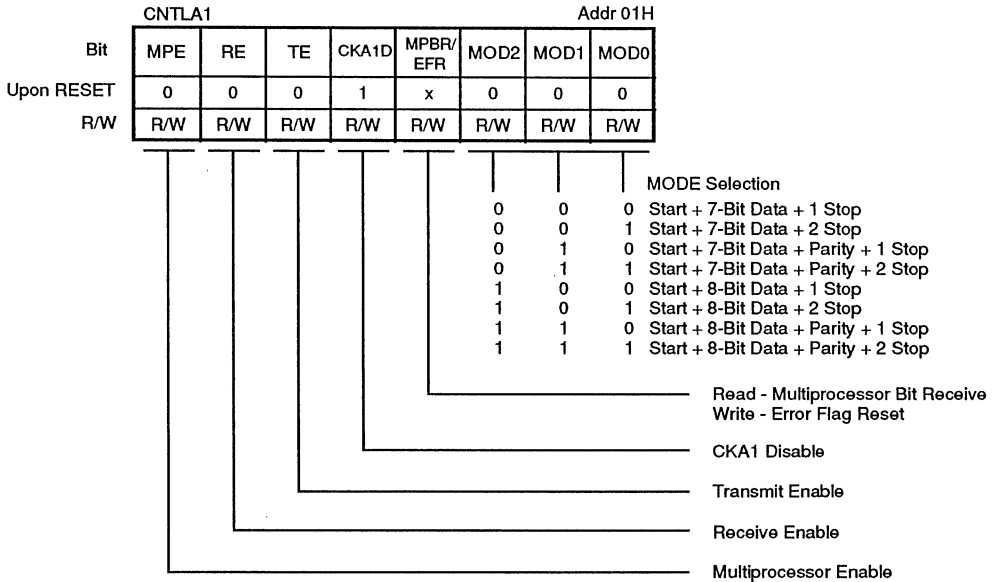 CNTLA1 Addr 01H
Bit MPE RE TE CKA1D MPBR/ EFR MOD2 MOD1 MOD0
Upon RESET 0 0 0 1 x 0 0 0
R/W R/W R/W R/W R/W R/W R/W R/W R/W
MODE Selection
0 0 0 Start + 7-Bit Data + 1 Stop
0 0 1 Start + 7-Bit Data + 2 Stop
0 1 0 Start + 7-Bit Data + Parity + 1 Stop
0 1 1 Start + 7-Bit Data + Parity + 2 Stop
1 0 0 Start + 8-Bit Data + 1 Stop
1 0 1 Start + 8-Bit Data + 2 Stop
1 1 0 Start + 8-Bit Data + Parity + 1 Stop
1 1 1 Start + 8-Bit Data + Parity + 2 Stop
Read - Multiprocessor Bit Receive
Write - Error Flag Reset
CKA1 Disable
Transmit Enable
Receive Enable
Multiprocessor Enable